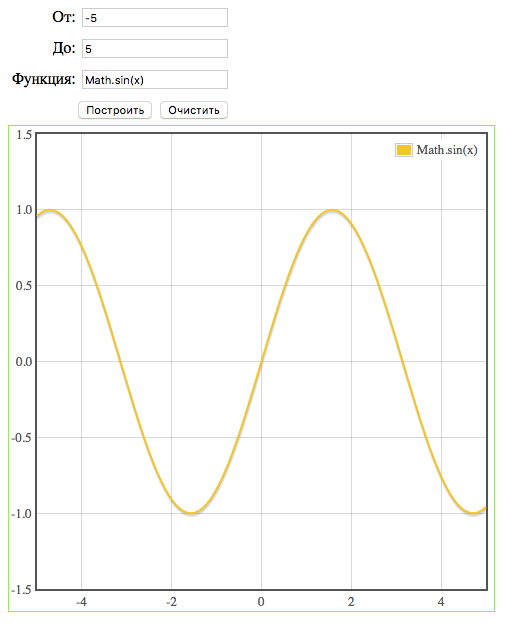 От: -5
До: 5
Функция: Math.sin(x)
Построить Очистить
1.5
Math.sin(x)
1.0
0.5
0.0
-0.5
-1.0
-1.5
-4 -2 0 2 4